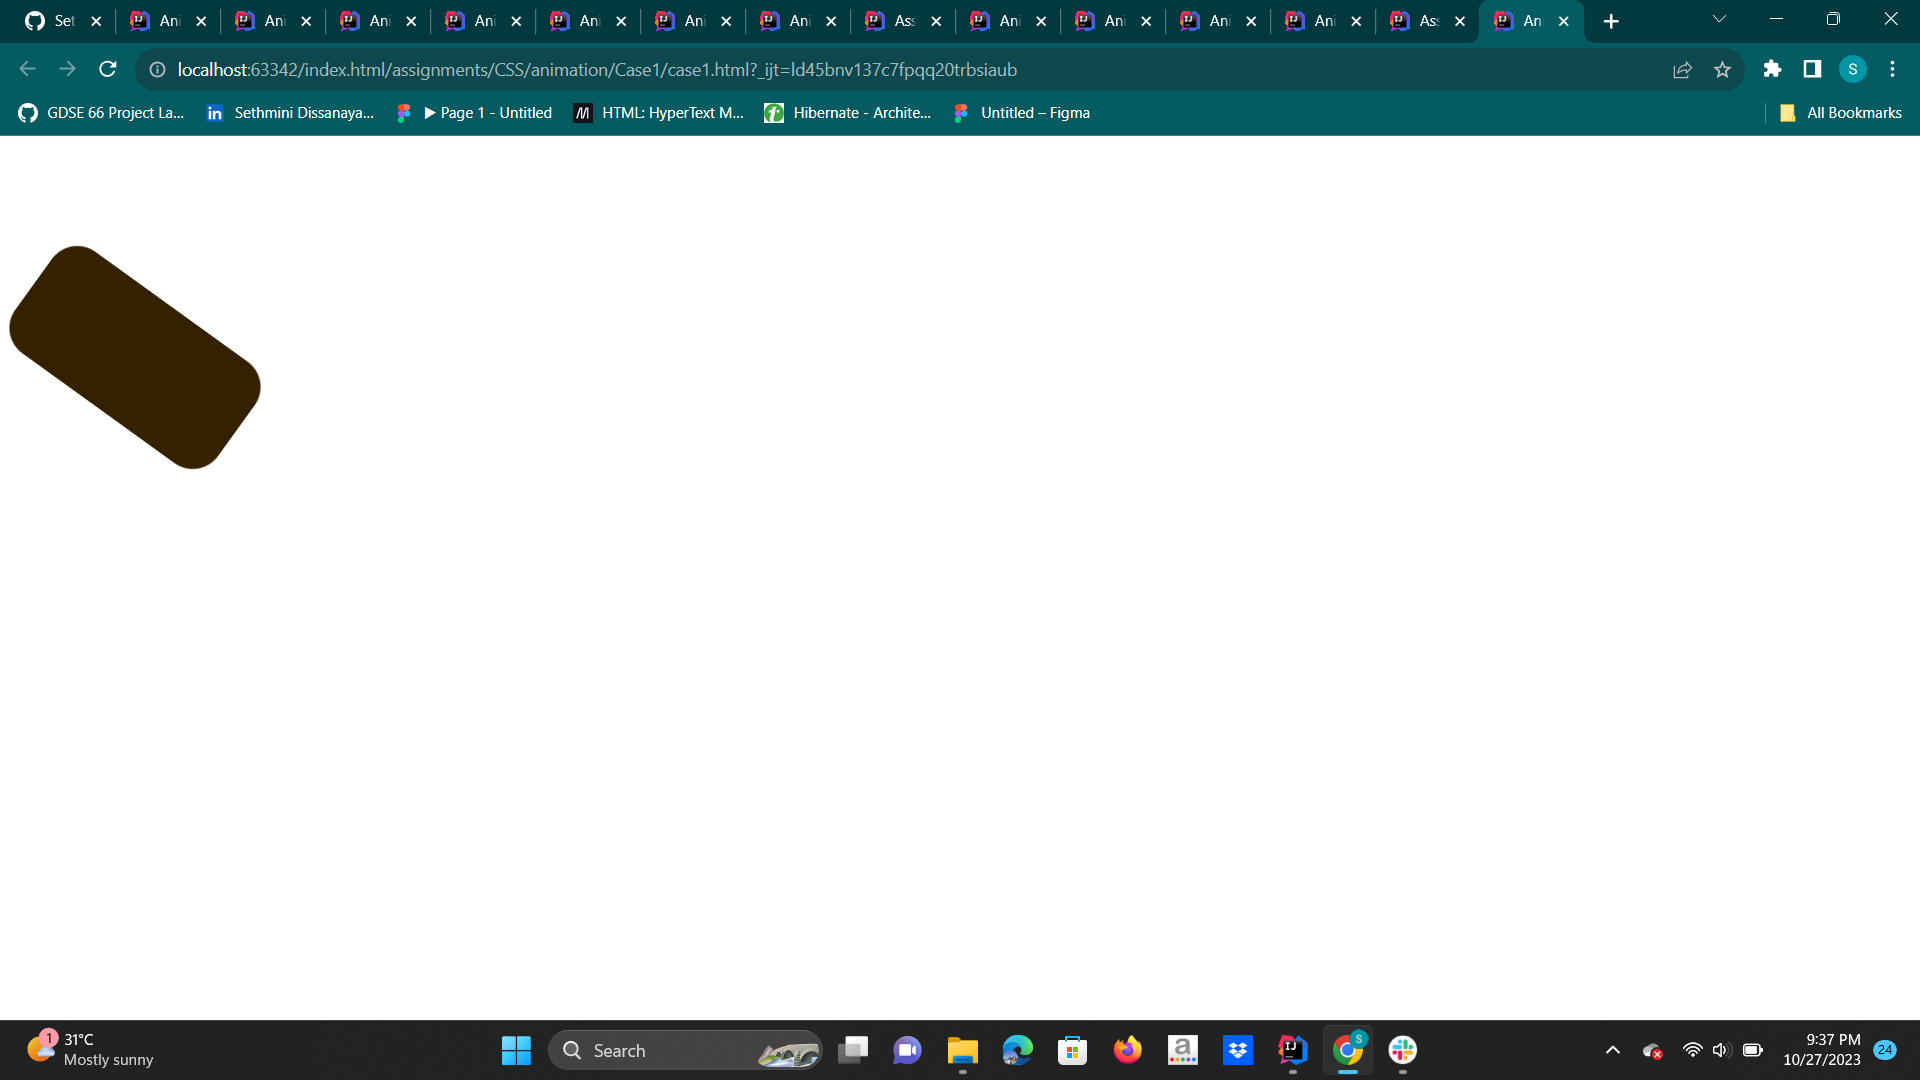 Set Ani Ani Ani Ani Ani Ani Ani Ass Ani Ani Ani Ani Ass Ani
localhost:63342/index.html/assignments/CSS/animation/Case1/case1.html?_ijt=ld45bnv137c7fpqq20trbsiaub
S
GDSE 66 Project La... Sethmini Dissanaya... ▶ Page 1 - Untitled HTML: HyperText M... Hibernate - Archite... Untitled – Figma All Bookmarks
1
31°C
Mostly sunny
Search
S
9:37 PM
10/27/2023
24